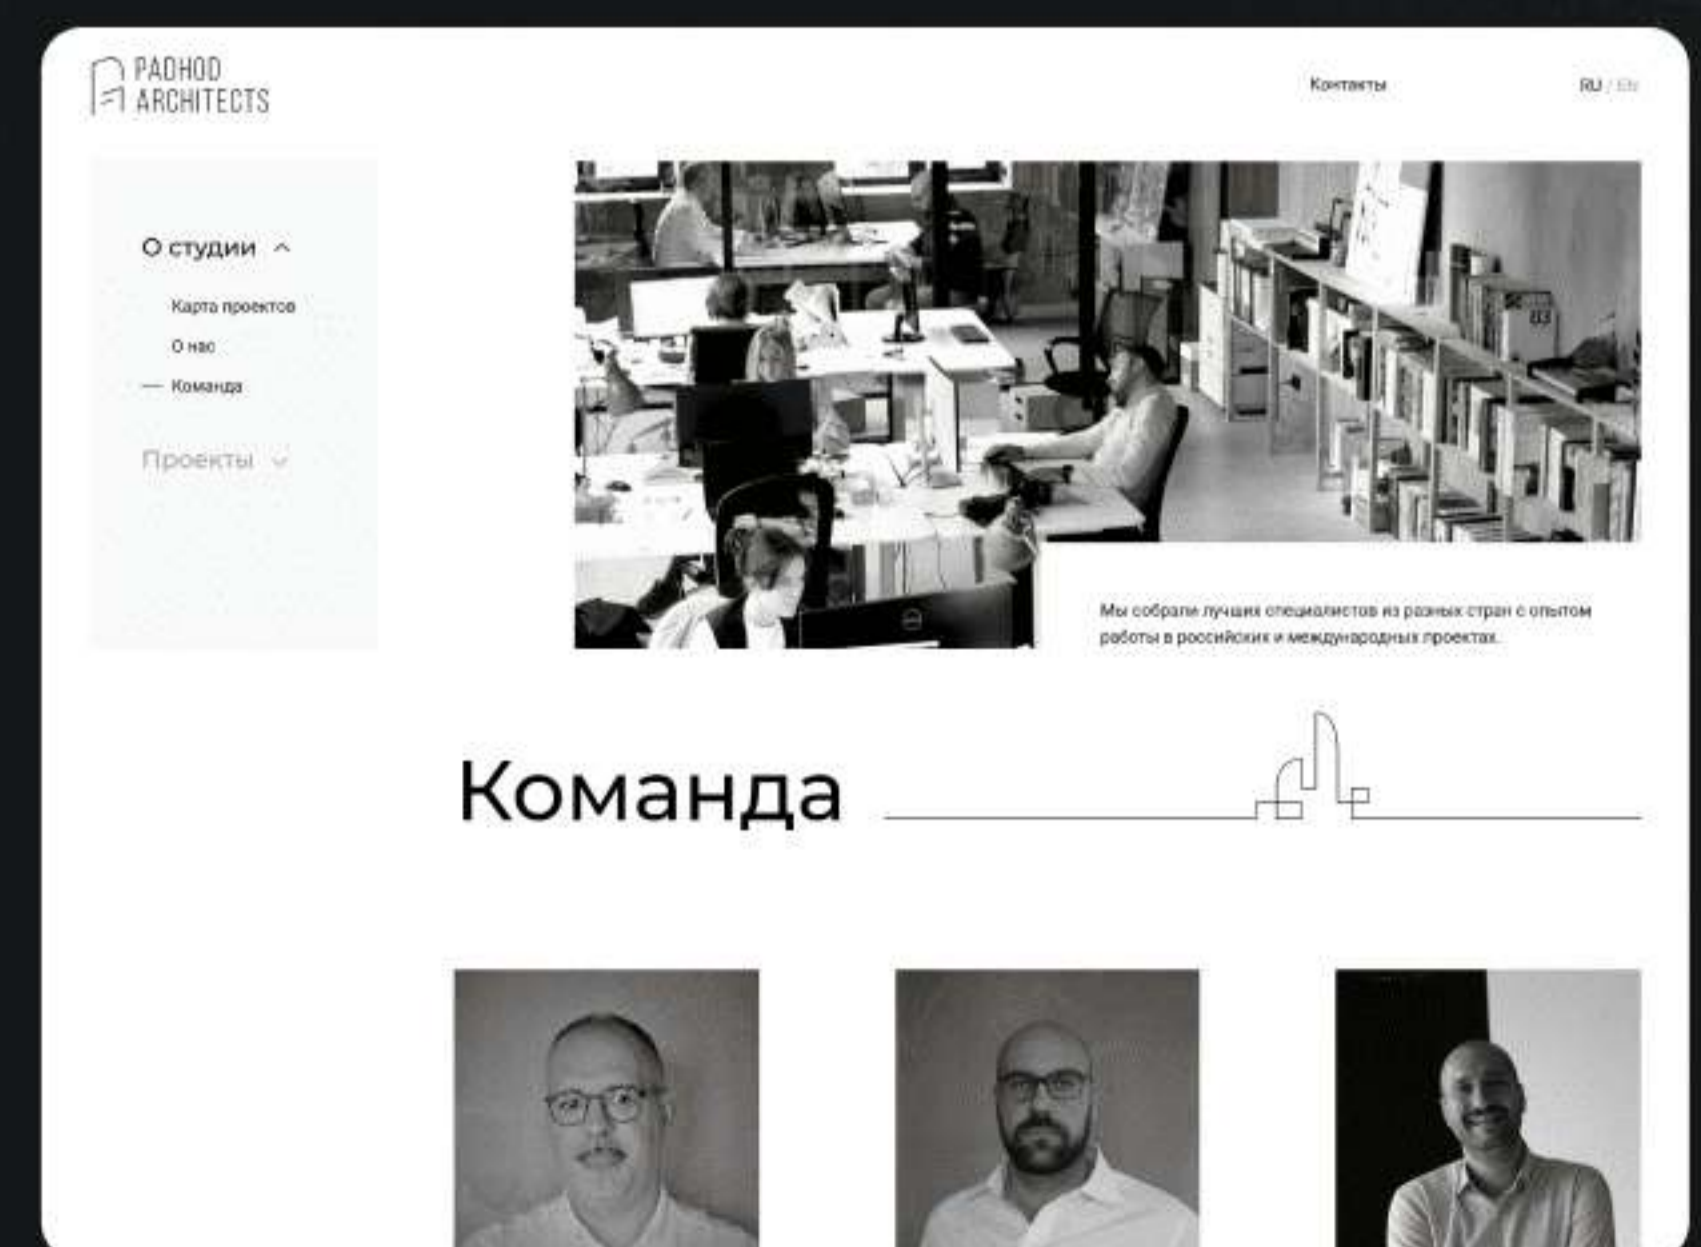 PADHOD
ARCHITECTS
Контакты
RU / EN
О студии
Карта проектов
О нас
Команда
Проекты
03
Мы собрали лучших специалистов из разных стран с опытом
работы в российских и международных проектах.
Команда